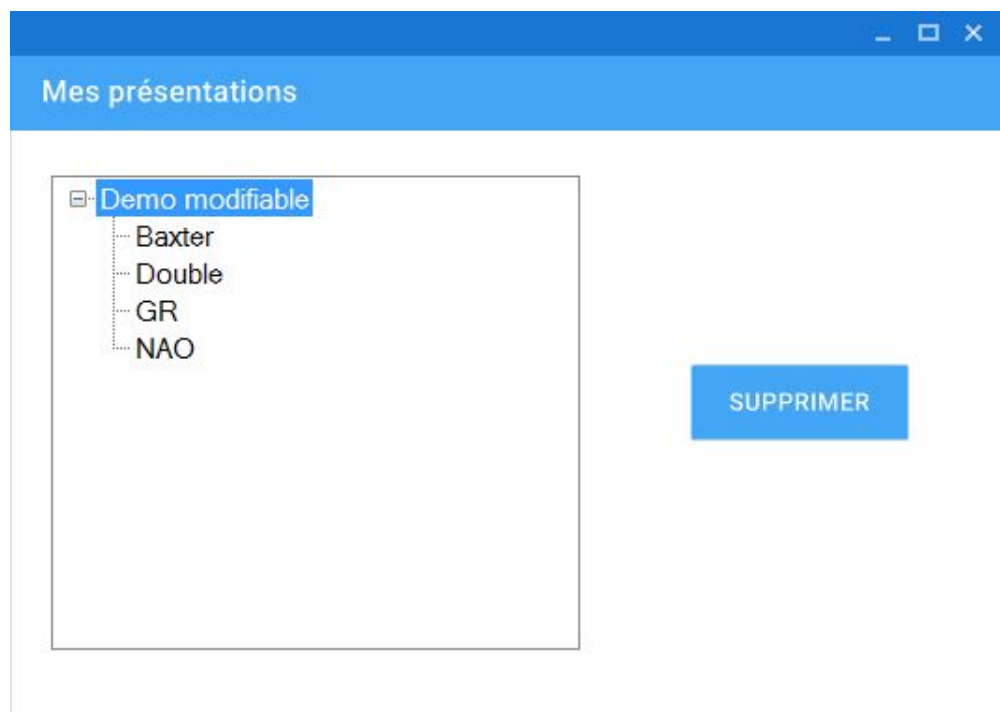 Mes présentations
Demo modifiable
Baxter
Double
GR
NAO
SUPPRIMER